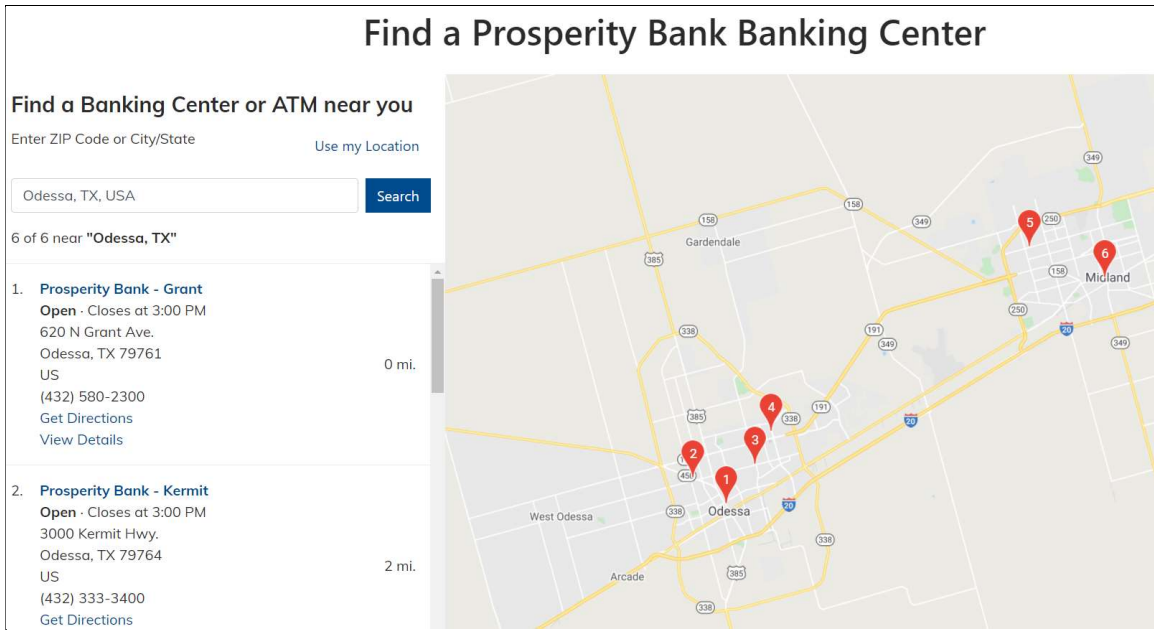 Find a Prosperity Bank Banking Center
Find a Banking Center or ATM near you
Enter ZIP Code or City/State
Use my Location
Odessa, TX, USA
Search
6 of 6 near "Odessa, TX"
1. Prosperity Bank - Grant
Open · Closes at 3:00 PM
620 N Grant Ave.
Odessa, TX 79761
0 mi.
US
(432) 580-2300
Get Directions
View Details
2. Prosperity Bank - Kermit
Open · Closes at 3:00 PM
3000 Kermit Hwy.
Odessa, TX 79764
2 mi.
US
(432) 333-3400
Get Directions
349
158
158
349
5
250
Gardendale
385
6
158
Midland
250
20
338
191
349
349
4
385
338
191
20
3
2
450
1
338
Odessa
20
West Odessa
338
Arcade
385
338